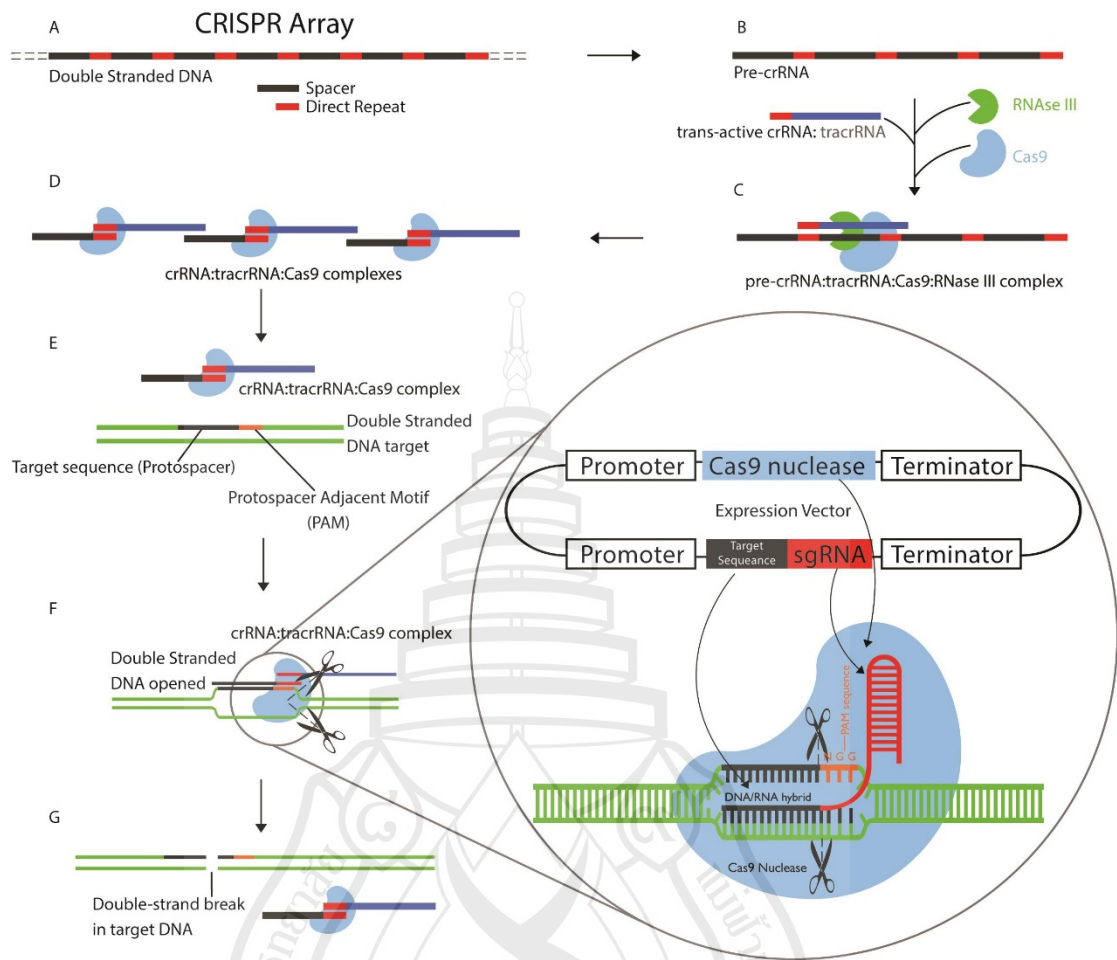 CRISPR Array
A
Double Stranded DNA
Spacer
Direct Repeat
B
Pre-crRNA
trans-active crRNA: tracrRNA
RNAse III
Cas9
C
pre-crRNA:tracrRNA:Cas9:RNase III complex
D
crRNA:tracrRNA:Cas9 complexes
E
crRNA:tracrRNA:Cas9 complex
Double Stranded
DNA target
Target sequence (Protospacer)
Protospacer Adjacent Motif
(PAM)
F
crRNA:tracrRNA:Cas9 complex
Double Stranded
DNA opened
G
Double-strand break
in target DNA
Promoter
Cas9 nuclease
Terminator
Expression Vector
Promoter
Target
Sequeance
sgRNA
Terminator
PAM sequence
N G G
DNA/RNA hybrid
Cas9 Nuclease